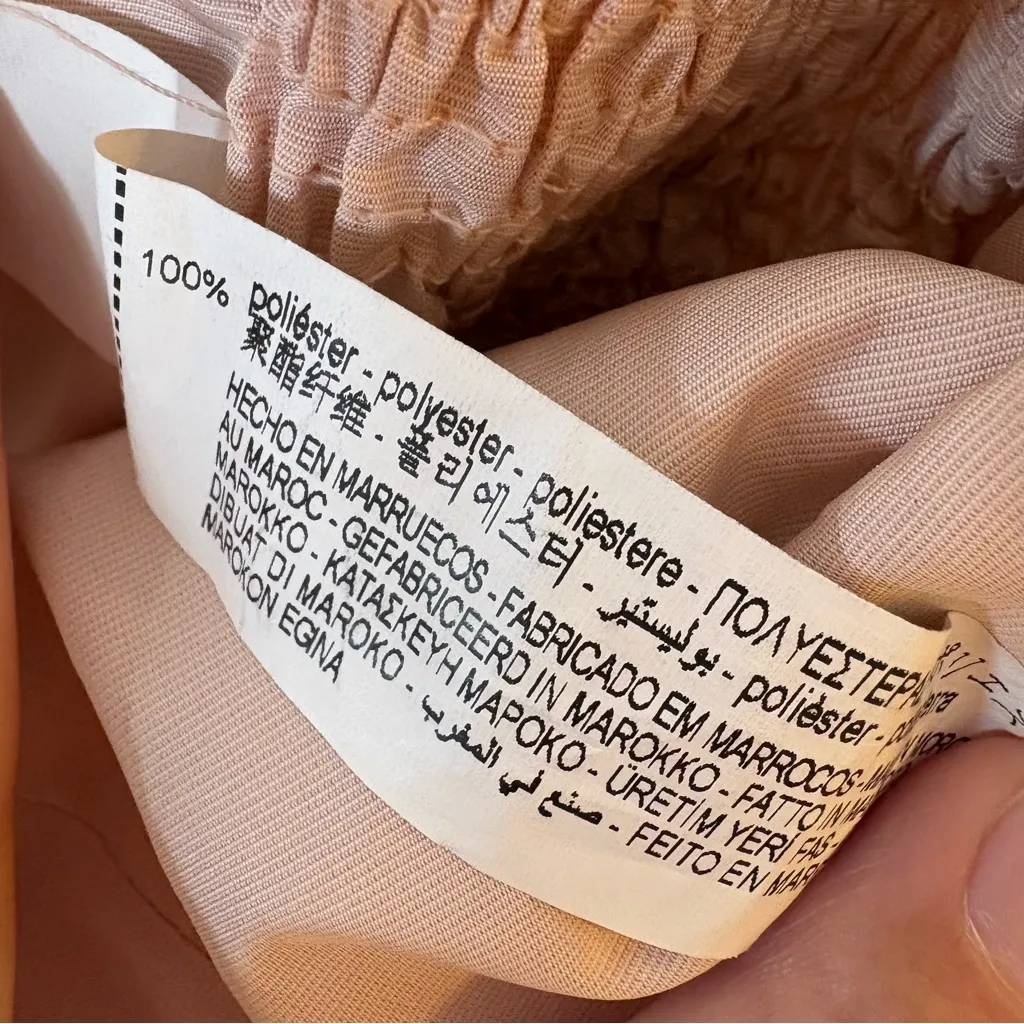 100% poliéster - polyester - poliestere - ΠΟΛΥΕΣΤΕΡΑΣ
聚酯纤维 - 폴리에스터 - بوليستير - polièster -
HECHO EN MARRUECOS - FABRICADO EM MARROCOS -
AU MAROC - GEFABRICEERD IN MAROKKO - FATTO IN
MAROKKO - ΚΑΤΑΣΚΕΥΗ ΜΑΡΟΚΟ - ÜRETİM YERİ FAS -
DIBUAT DI MAROKO - صنع في المغرب - FEITO EN
MAROKON EGINA